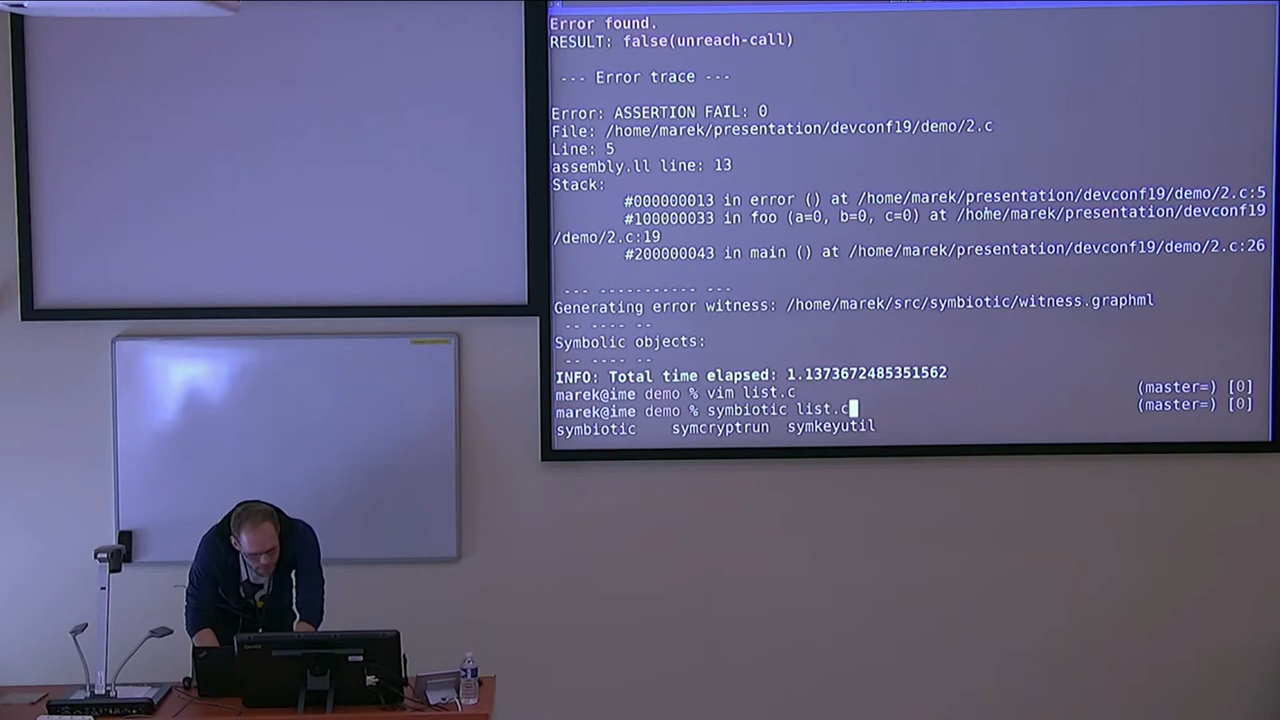 Error found.
RESULT: false(unreach-call)
--- Error trace ---
Error: ASSERTION FAIL: 0
File: /home/marek/presentation/devconf19/demo/2.c
Line: 5
assembly.ll line: 13
Stack:
#000000013 in error () at /home/marek/presentation/devconf19/demo/2.c:5
#100000033 in foo (a=0, b=0, c=0) at /home/marek/presentation/devconf19
/demo/2.c:19
#200000043 in main () at /home/marek/presentation/devconf19/demo/2.c:26
--- ----------- ---
Generating error witness: /home/marek/src/symbiotic/witness.graphml
-- ---- --
Symbolic objects:
-- ---- --
INFO: Total time elapsed: 1.1373672485351562
marek@ime demo % vim list.c (master=) [0]
marek@ime demo % symbiotic list.c (master=) [0]
symbiotic symcryptrun symkeyutil